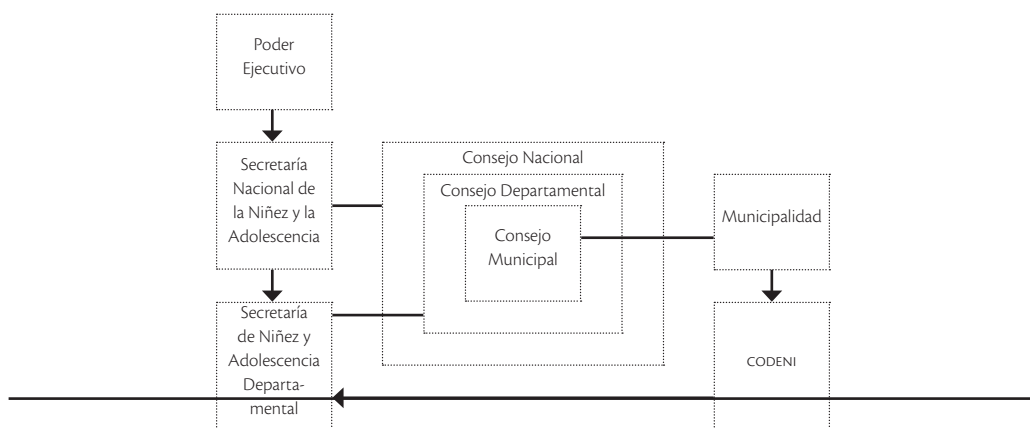 Poder
Ejecutivo
Secretaría
Nacional de
la Niñez y la
Adolescencia
Consejo Nacional
Consejo Departamental
Consejo
Municipal
Municipalidad
Secretaría
de Niñez y
Adolescencia
Departa-
mental
CODENI